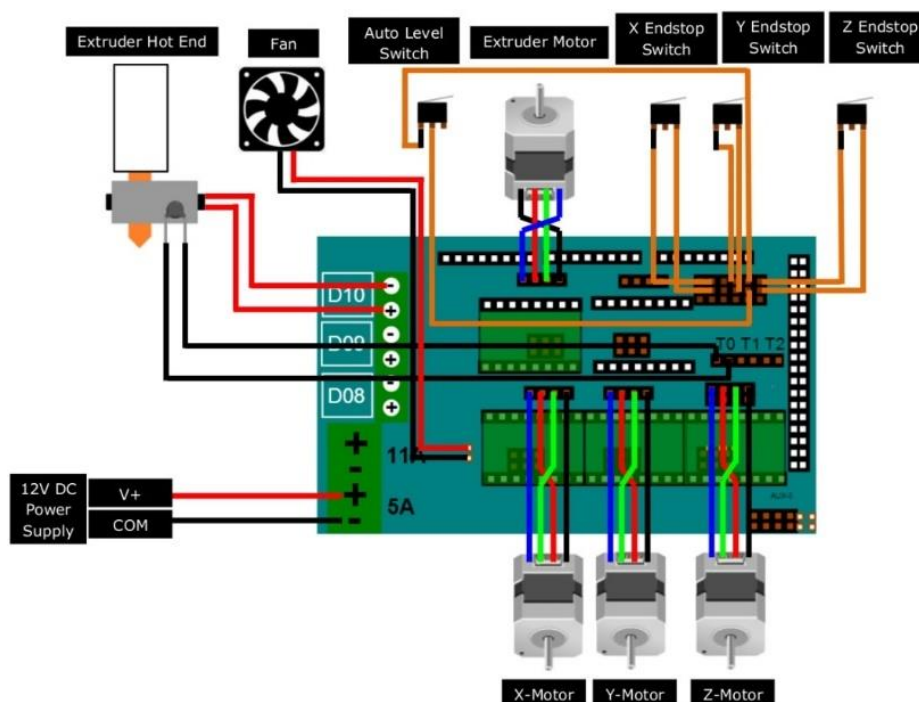 Extruder Hot End
Fan
Auto Level
Switch
Extruder Motor
X Endstop
Switch
Y Endstop
Switch
Z Endstop
Switch
D10
-
+
D09
-
+
D08
-
+
T0 T1 T2
+
-
11A
+
-
5A
12V DC
Power
Supply
V+
COM
X-Motor
Y-Motor
Z-Motor